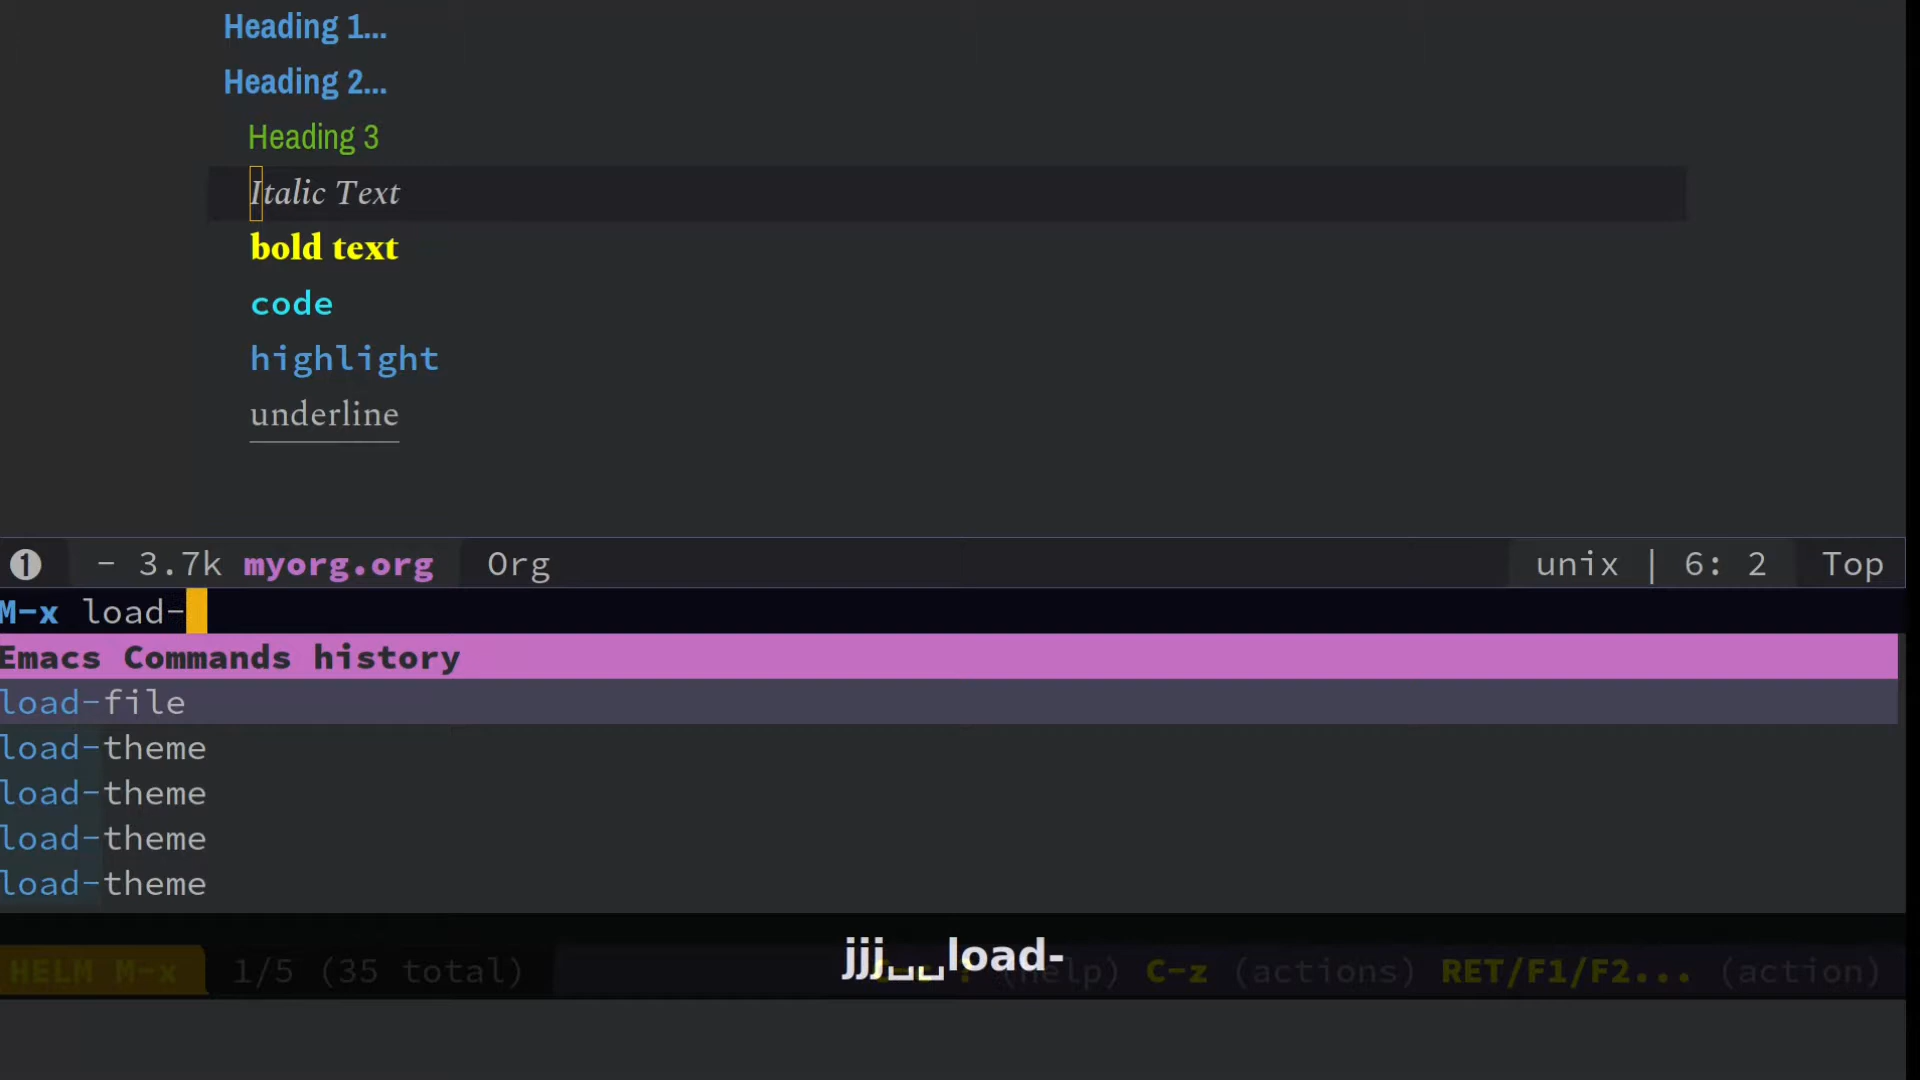 Heading 1...
Heading 2...
Heading 3
Italic Text
bold text
code
highlight
underline
❶ - 3.7k myorg.org Org unix | 6: 2 Top
M-x load-
Emacs Commands history
load-file
load-theme
load-theme
load-theme
load-theme
jjj␣␣load-
HELM M-x 1/5 (35 total) (help) C-z (actions) RET/F1/F2... (action)